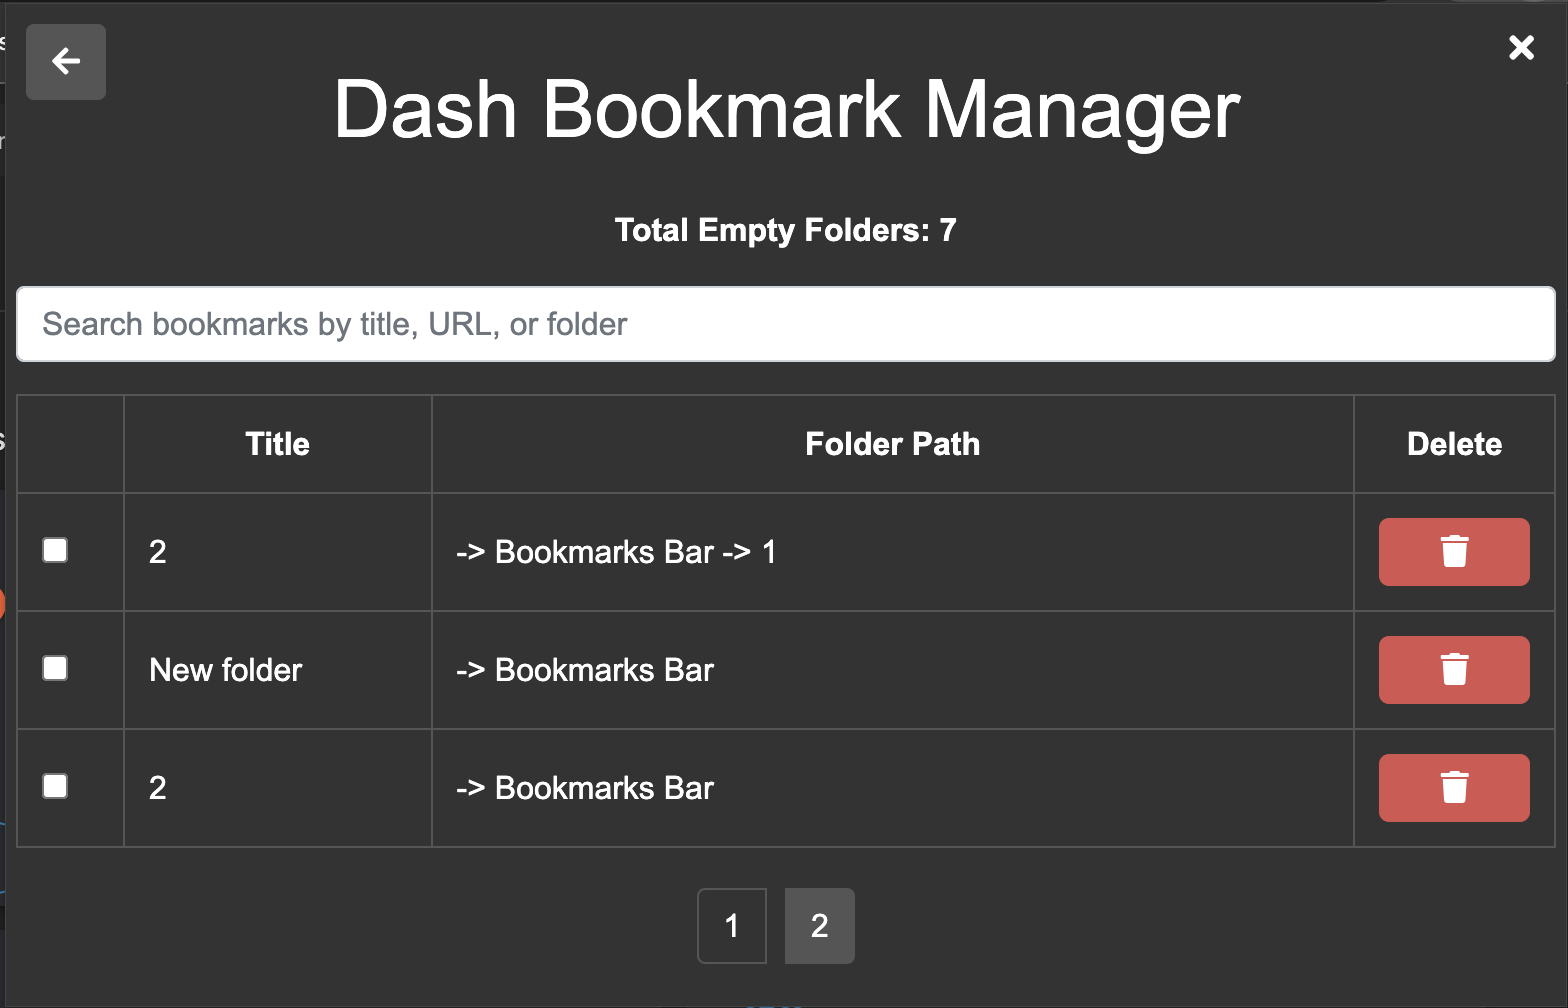 Dash Bookmark Manager
Total Empty Folders: 7
Search bookmarks by title, URL, or folder
Title Folder Path Delete
2 -> Bookmarks Bar -> 1
New folder -> Bookmarks Bar
2 -> Bookmarks Bar
1 2